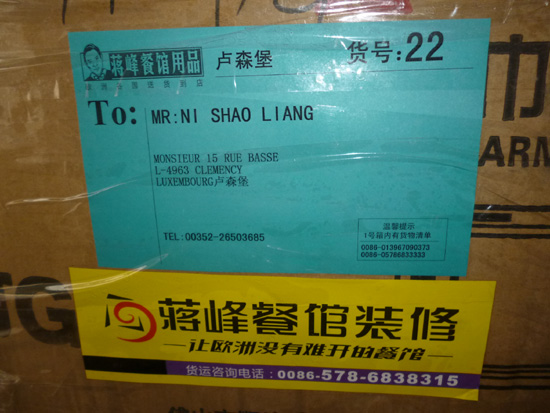 蒋峰餐馆用品
卢森堡
货号:22
To:
MR:NI SHAO LIANG
MONSIEUR 15 RUE BASSE
L-4963 CLEMENCY
LUXEMBOURG卢森堡
TEL:00352-26503685
温馨提示
1号箱内有货物清单
0086-013967090373
0086-05786833333
巾
ARM
NG
蒋峰餐馆装修
—让欧洲没有难开的餐馆—
货运咨询电话：0086-578-6838315